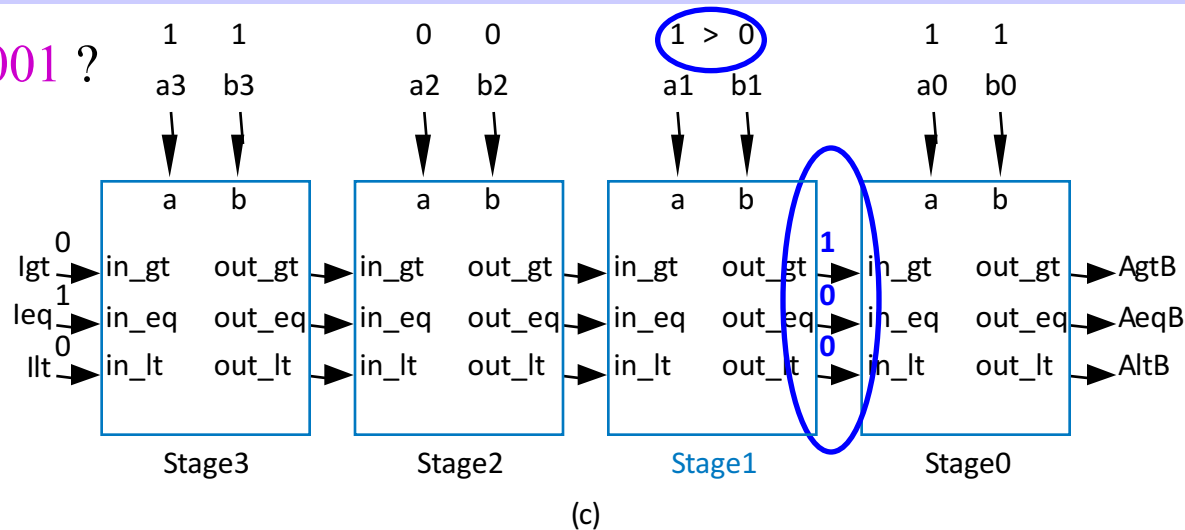 001 ?
1 1 0 0 1 > 0 1 1
a3 b3 a2 b2 a1 b1 a0 b0
a b a b a b a b
0 1
Igt in_gt out_gt in_gt out_gt in_gt out_gt in_gt out_gt AgtB
1 0
Ieq in_eq out_eq in_eq out_eq in_eq out_eq in_eq out_eq AeqB
0 0
Ilt in_lt out_lt in_lt out_lt in_lt out_lt in_lt out_lt AltB
Stage3 Stage2 Stage1 Stage0
(c)